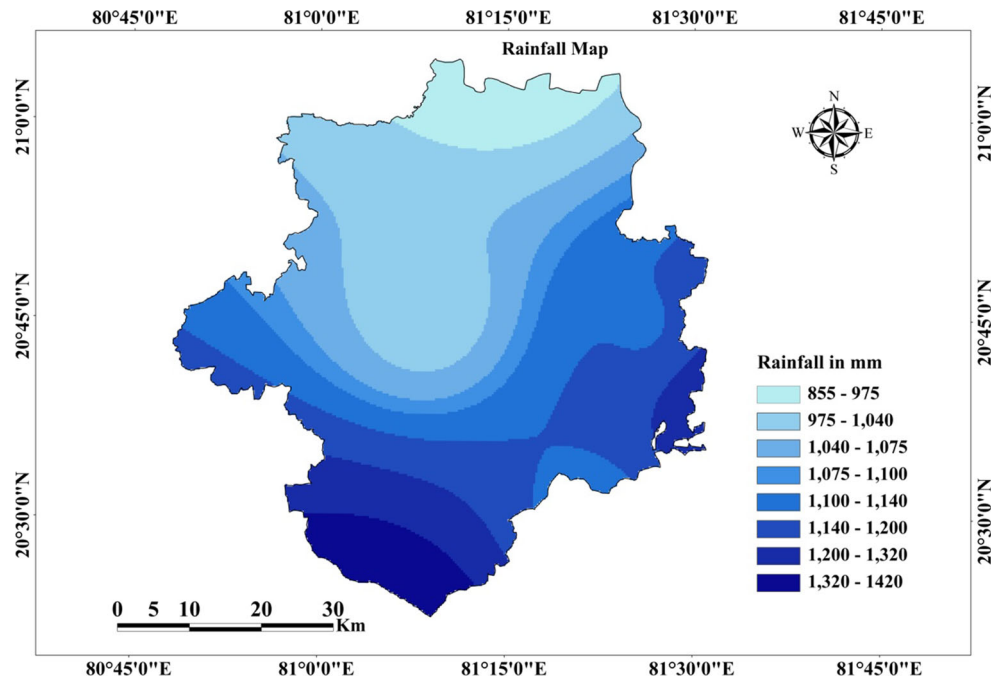 80°45'0"E 81°0'0"E 81°15'0"E 81°30'0"E 81°45'0"E
Rainfall Map
21°0'0"N
21°0'0"N
N
W E
S
20°45'0"N
20°45'0"N
Rainfall in mm
855 - 975
975 - 1,040
1,040 - 1,075
1,075 - 1,100
1,100 - 1,140
1,140 - 1,200
1,200 - 1,320
1,320 - 1420
20°30'0"N
20°30'0"N
0 5 10 20 30
Km
80°45'0"E 81°0'0"E 81°15'0"E 81°30'0"E 81°45'0"E